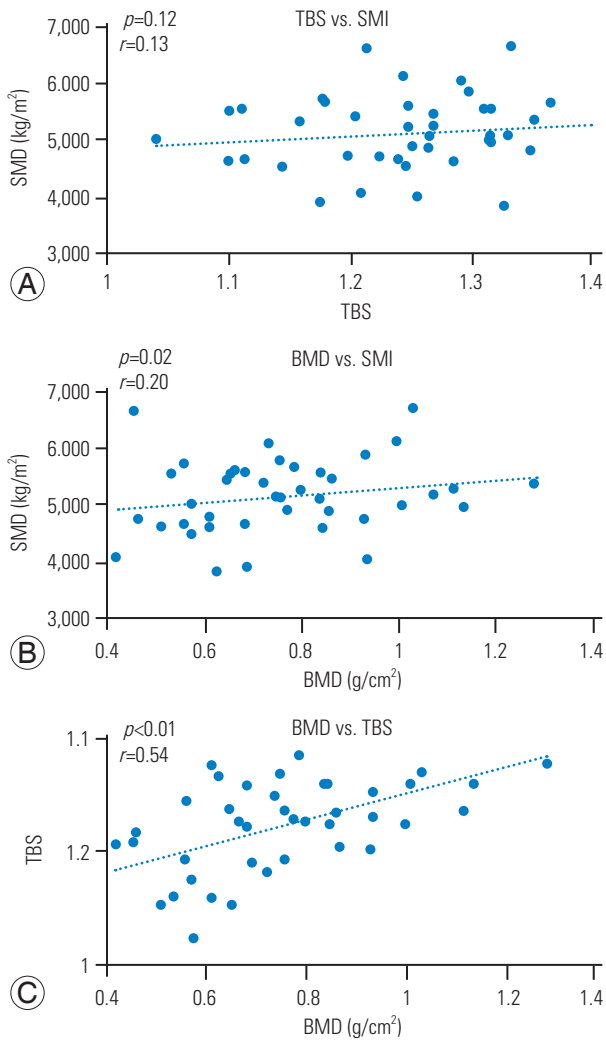 p=0.12
r=0.13
TBS vs. SMI
7,000
6,000
5,000
4,000
3,000
SMD (kg/m²)
1
1.1
1.2
1.3
1.4
TBS
A
p=0.02
r=0.20
BMD vs. SMI
7,000
6,000
5,000
4,000
3,000
SMD (kg/m²)
0.4
0.6
0.8
1
1.2
1.4
BMD (g/cm²)
B
p<0.01
r=0.54
BMD vs. TBS
1.1
1.2
1
TBS
0.4
0.6
0.8
1
1.2
1.4
BMD (g/cm²)
C